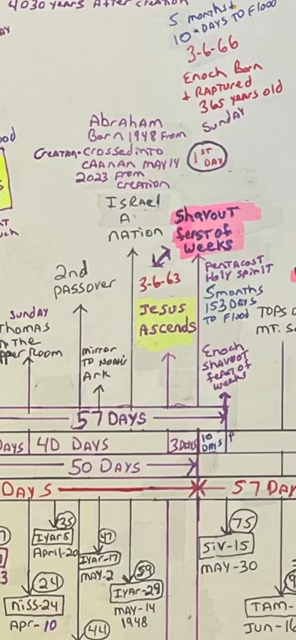 4030 years After creation
5 months +
10 * DAYS TO Flood
3-6-66
Enoch Born
+ RAPTURED
365 years old
SUNDAY
1ST
DAY
Abraham
Born 1948 From
Creation-crossed into
CAANAN MAY 14
2023 From
creation
ISRAel
A
NATION
Shavout
feast of
weeks
2nd
PASSOVER
3-6-63
Jesus
Ascends
PENTACOST
Holy Spirit
5 months
153 DAYS
TO Flood
SUNDAY
Thomas
In the
pper Room
mirror
TO NOAH'S
Ark
Enoch
Shavout
feast of
weeks
MT. S
57 DAYS
40 DAYS
3 DAYS
10
DAYS
50 DAYS
DAYS
57 DAY
35
Iyar 5
April-20
47
Iyar-17
MAY-2
59
Iyar-29
MAY-14
1948
75
SIV-15
MAY-30
24
NISS-24
Apr-10
44
TAM-
Jun-1